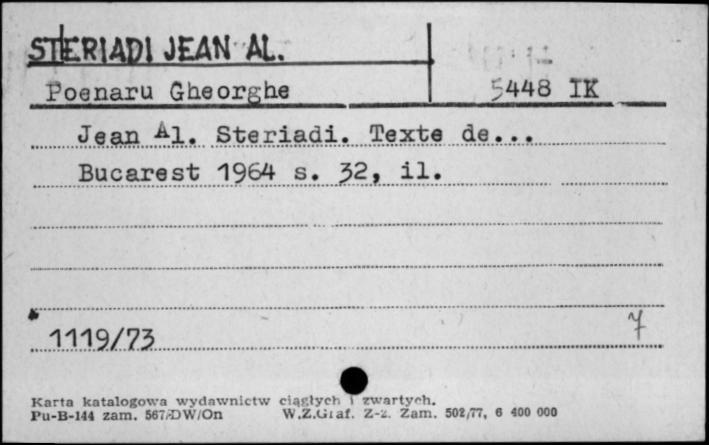 STERIADI JEAN AL.
Poenaru Gheorghe 5448 IK
Jean Al. Steriadi. Texte de...
Bucarest 1964 s. 32, il.
1119/73 7
Karta katalogowa wydawnictw ciągłych i zwartych.
Pu-B-144 zam. 567/DW/On W.Z.Graf. Z-2. Zam. 502/77, 6 400 000